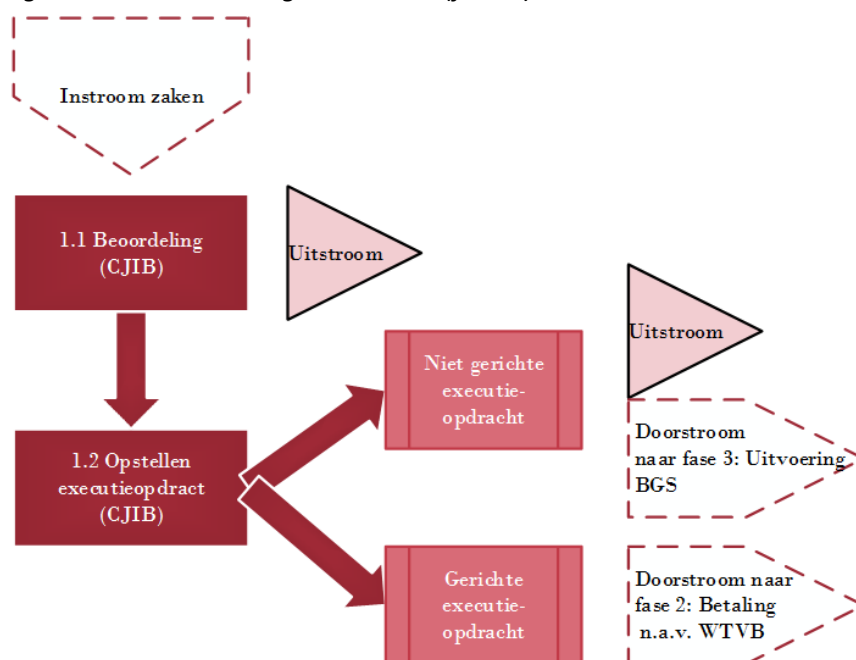 Instroom zaken
1.1 Beoordeling
(CJIB)
Uitstroom
Uitstroom
Niet gerichte
executie-
opdracht
Doorstroom
naar fase 3: Uitvoering
BGS
1.2 Opstellen
executieopdract
(CJIB)
Gerichte
executie-
opdracht
Doorstroom naar
fase 2: Betaling
n.a.v. WTVB